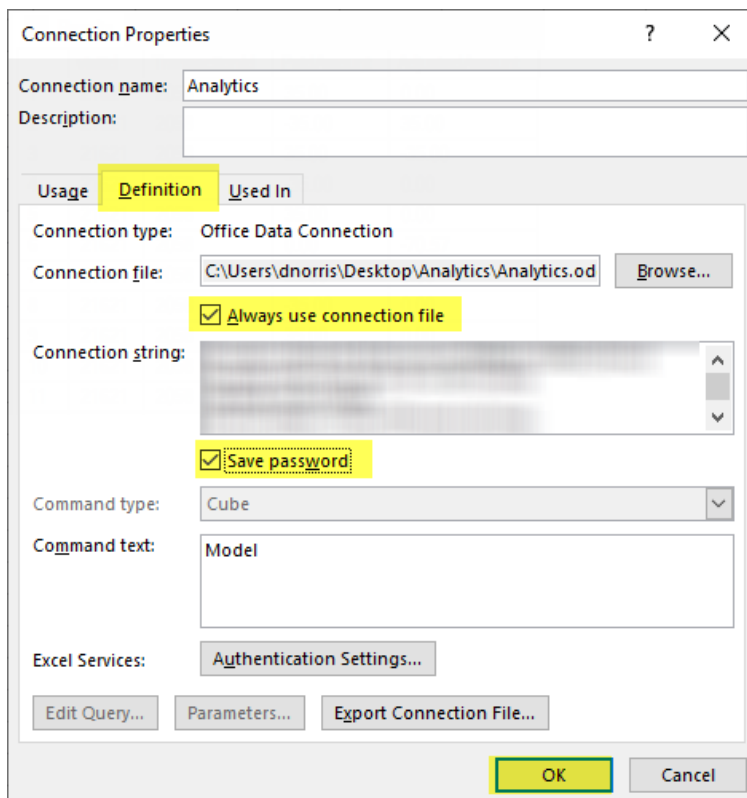 Connection Properties ?
Connection name: Analytics
Description:
Usage Definition Used In
Connection type: Office Data Connection
Connection file: C:\Users\dnorris\Desktop\Analytics\Analytics.od Browse...
Always use connection file
Connection string:
Save password
Command type: Cube
Command text: Model
Excel Services: Authentication Settings...
Edit Query... Parameters... Export Connection File...
OK Cancel